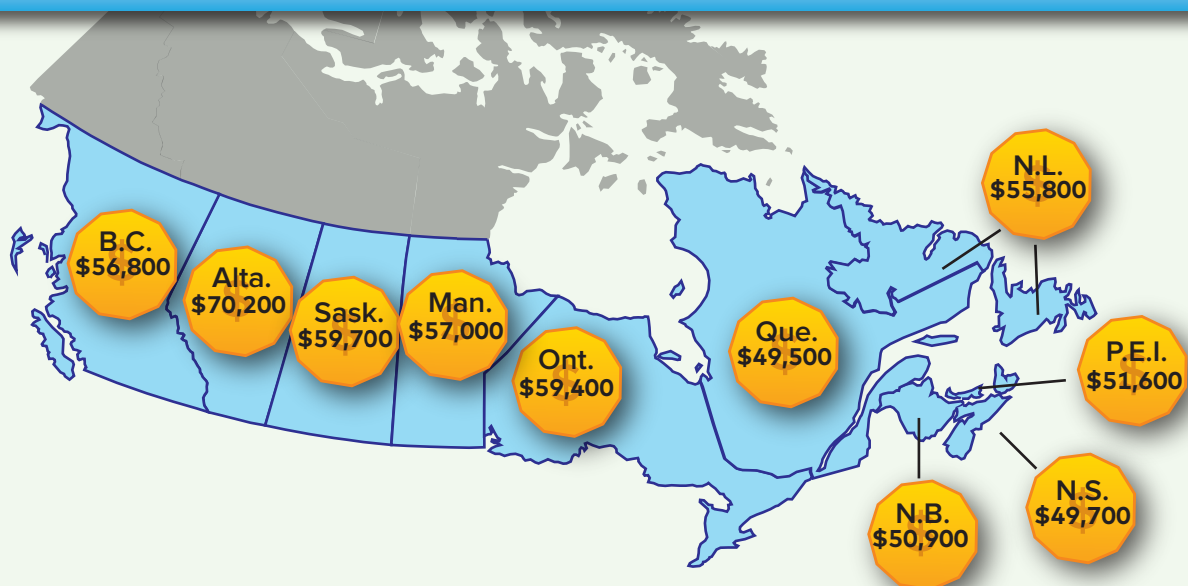 B.C.
$56,800
Alta.
$70,200
Sask.
$59,700
Man.
$57,000
Ont.
$59,400
Que.
$49,500
N.L.
$55,800
P.E.I.
$51,600
N.S.
$49,700
N.B.
$50,900